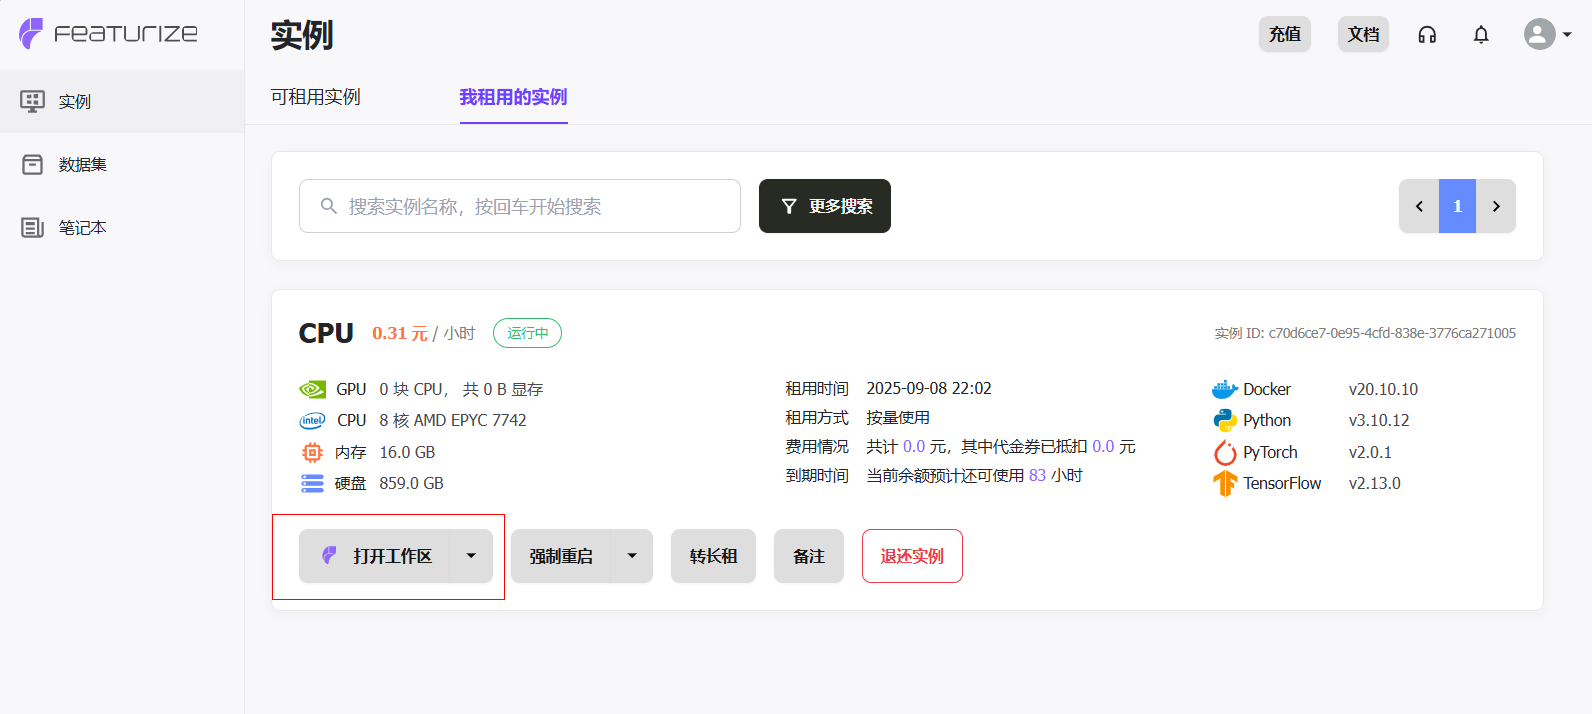 FEATURIZE
实例
充值
文档
实例
数据集
笔记本
可租用实例
我租用的实例
搜索实例名称，按回车开始搜索
更多搜索
1
CPU 0.31 元 / 小时 运行中
实例 ID: c70d6ce7-0e95-4cfd-838e-3776ca271005
GPU 0 块 CPU， 共 0 B 显存
intel CPU 8 核 AMD EPYC 7742
内存 16.0 GB
硬盘 859.0 GB
租用时间 2025-09-08 22:02
租用方式 按量使用
费用情况 共计 0.0 元，其中代金券已抵扣 0.0 元
到期时间 当前余额预计还可使用 83 小时
Docker v20.10.10
Python v3.10.12
PyTorch v2.0.1
TensorFlow v2.13.0
打开工作区
强制重启
转长租
备注
退还实例